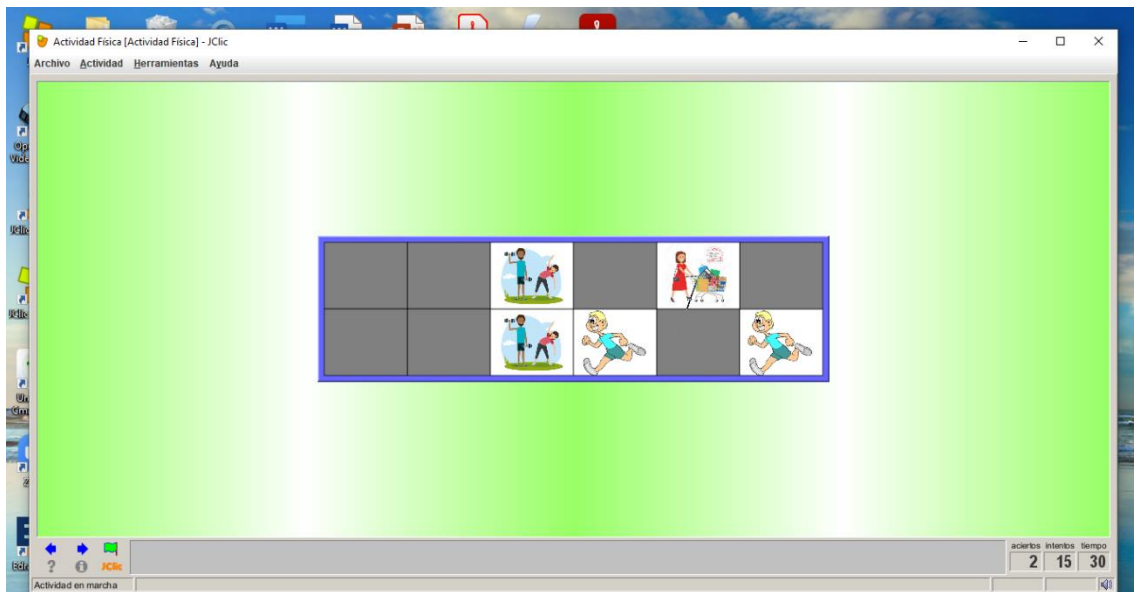 Actividad Física [Actividad Física] - JClic
Archivo Actividad Herramientas Ayuda
aciertos intentos tiempo
2 15 30
? JClic
Actividad en marcha